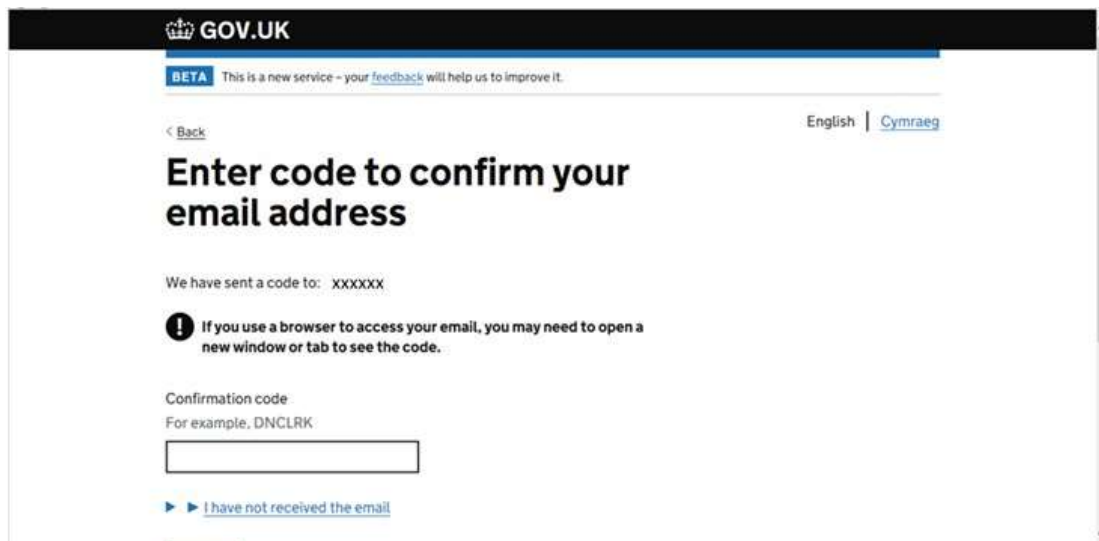 GOV.UK
BETA This is a new service – your feedback will help us to improve it.
English | Cymraeg
< Back
Enter code to confirm your
email address
We have sent a code to: xxxxxx
! If you use a browser to access your email, you may need to open a
new window or tab to see the code.
Confirmation code
For example, DNCLRK
I have not received the email